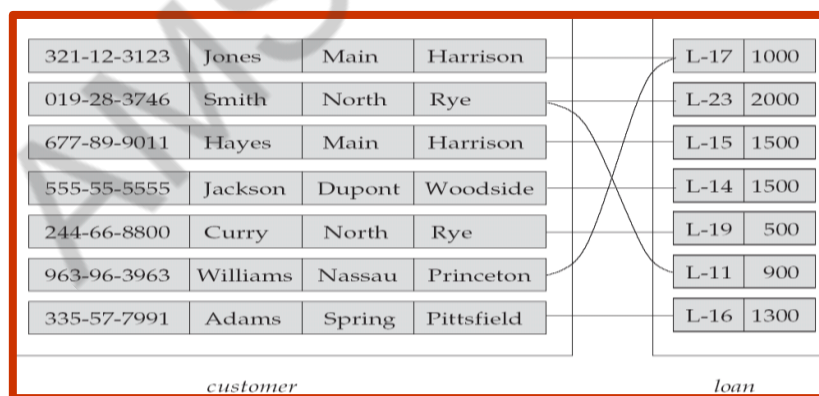 321-12-3123 Jones Main Harrison L-17 1000
019-28-3746 Smith North Rye L-23 2000
677-89-9011 Hayes Main Harrison L-15 1500
555-55-5555 Jackson Dupont Woodside L-14 1500
244-66-8800 Curry North Rye L-19 500
963-96-3963 Williams Nassau Princeton L-11 900
335-57-7991 Adams Spring Pittsfield L-16 1300
customer loan